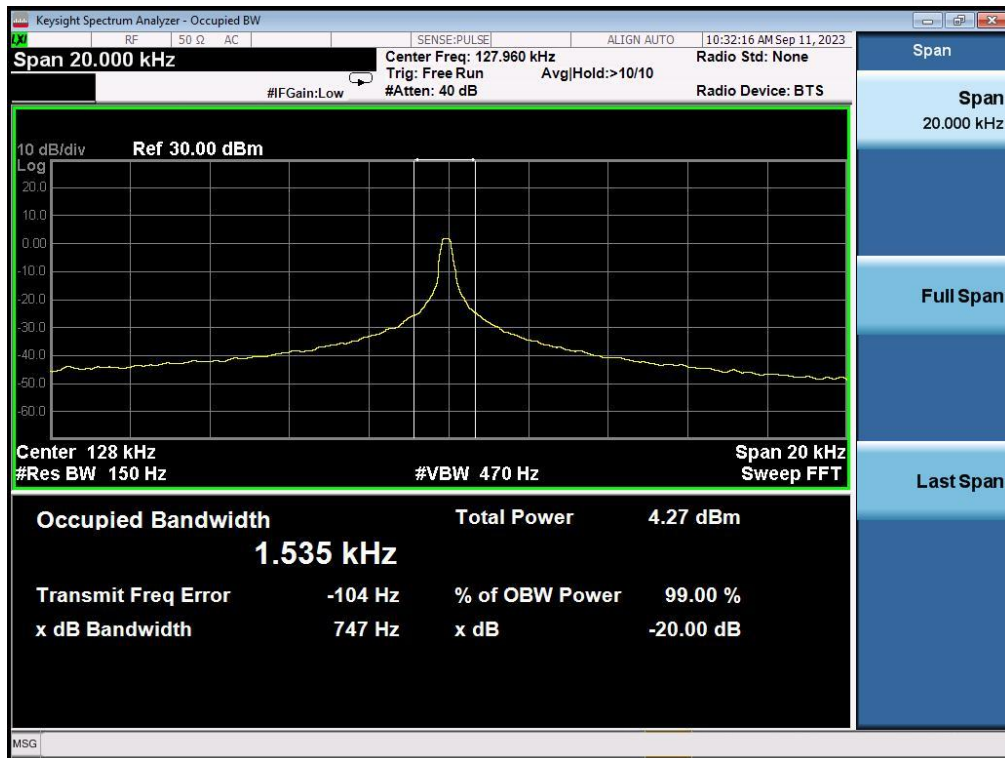 Keysight Spectrum Analyzer - Occupied BW
LXI RF 50 Ω AC SENSE:PULSE ALIGN AUTO 10:32:16 AM Sep 11, 2023
Span 20.000 kHz
Center Freq: 127.960 kHz Radio Std: None
Trig: Free Run Avg|Hold:>10/10
#IFGain:Low #Atten: 40 dB Radio Device: BTS
10 dB/div Ref 30.00 dBm
Log
20.0
10.0
0.00
-10.0
-20.0
-30.0
-40.0
-50.0
-60.0
Center 128 kHz Span 20 kHz
#Res BW 150 Hz #VBW 470 Hz Sweep FFT
Occupied Bandwidth Total Power 4.27 dBm
1.535 kHz
Transmit Freq Error -104 Hz % of OBW Power 99.00 %
x dB Bandwidth 747 Hz x dB -20.00 dB
MSG
Span
Span
20.000 kHz
Full Span
Last Span